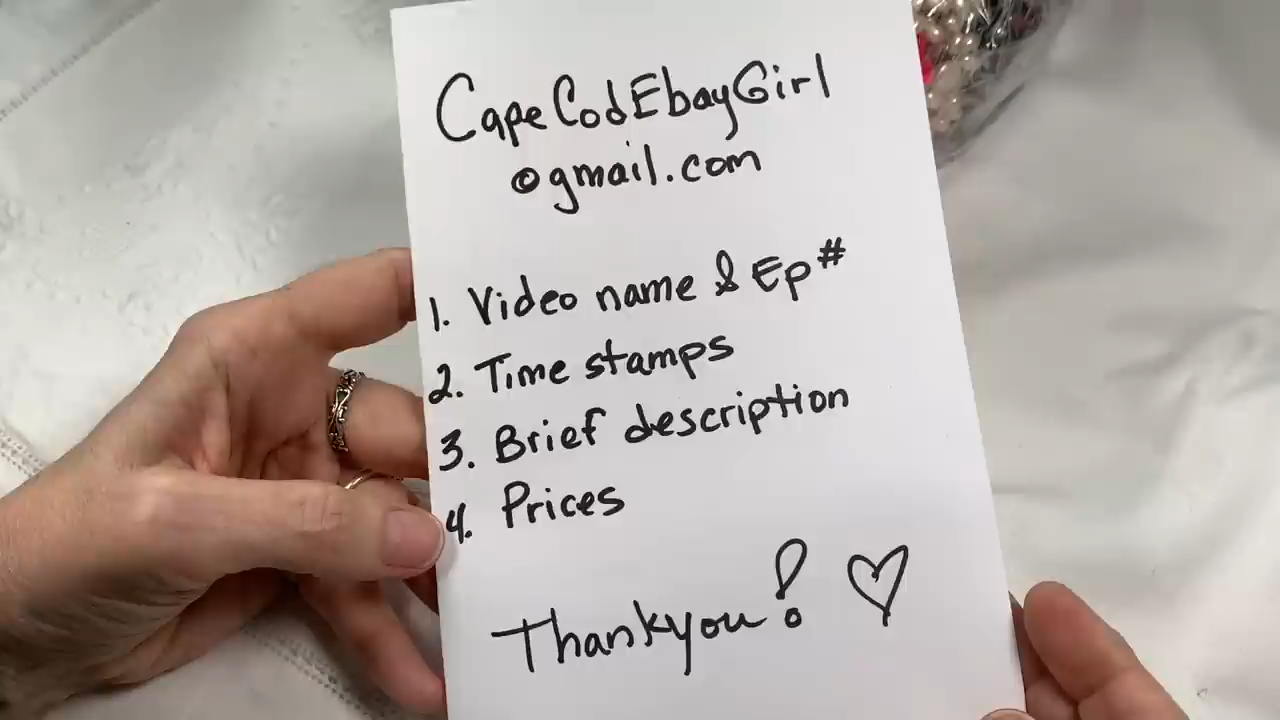 CapeCodEbayGirl
@gmail.com
1. Video name & Ep#
2. Time stamps
3. Brief description
4. Prices
Thankyou! ♡